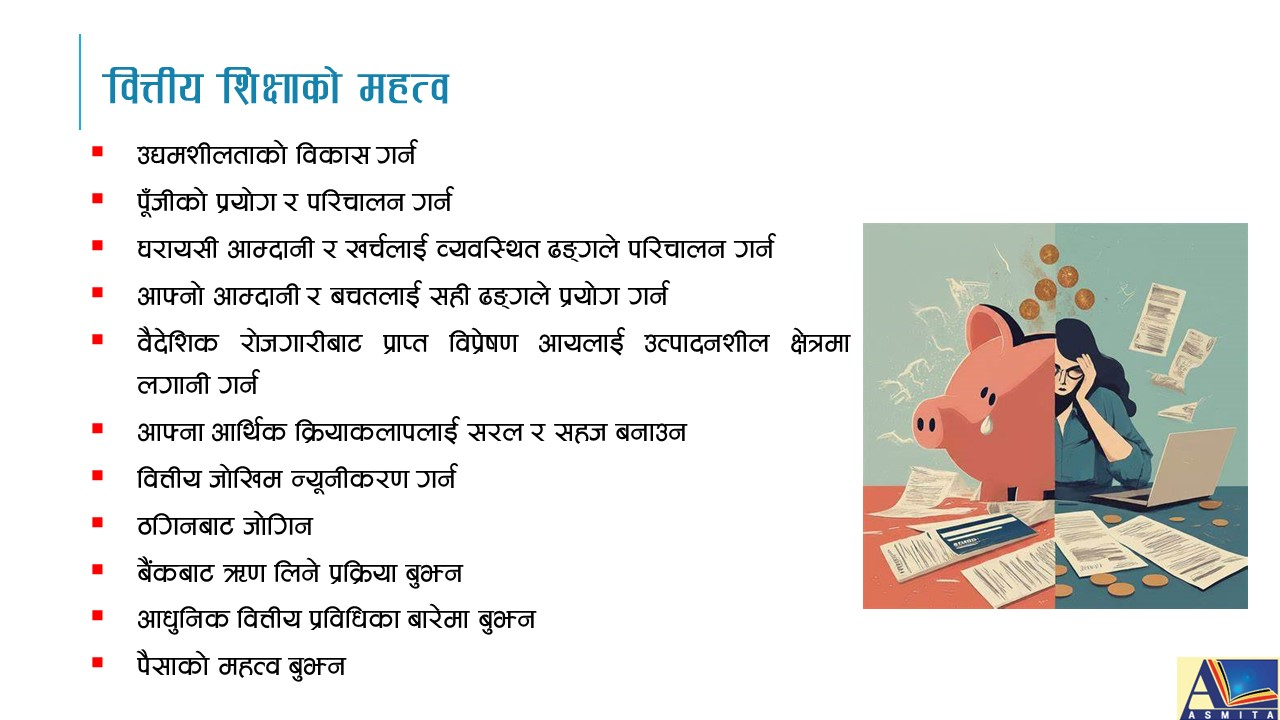 वित्तीय शिक्षाको महत्व
▪ उद्यमशीलताको विकास गर्न
▪ पूँजीको प्रयोग र परिचालन गर्न
▪ घरायसी आम्दानी र खर्चलाई व्यवस्थित ढङ्गले परिचालन गर्न
▪ आफ्नो आम्दानी र बचतलाई सही ढङ्गले प्रयोग गर्न
▪ वैदेशिक रोजगारीबाट प्राप्त विप्रेषण आयलाई उत्पादनशील क्षेत्रमा
लगानी गर्न
▪ आफ्ना आर्थिक क्रियाकलापलाई सरल र सहज बनाउन
▪ वित्तीय जोखिम न्यूनीकरण गर्न
▪ ठगिनबाट जोगिन
▪ बैंकबाट ऋण लिने प्रक्रिया बुझ्न
▪ आधुनिक वित्तीय प्रविधिका बारेमा बुझ्न
▪ पैसाको महत्व बुझ्न
ASMITA